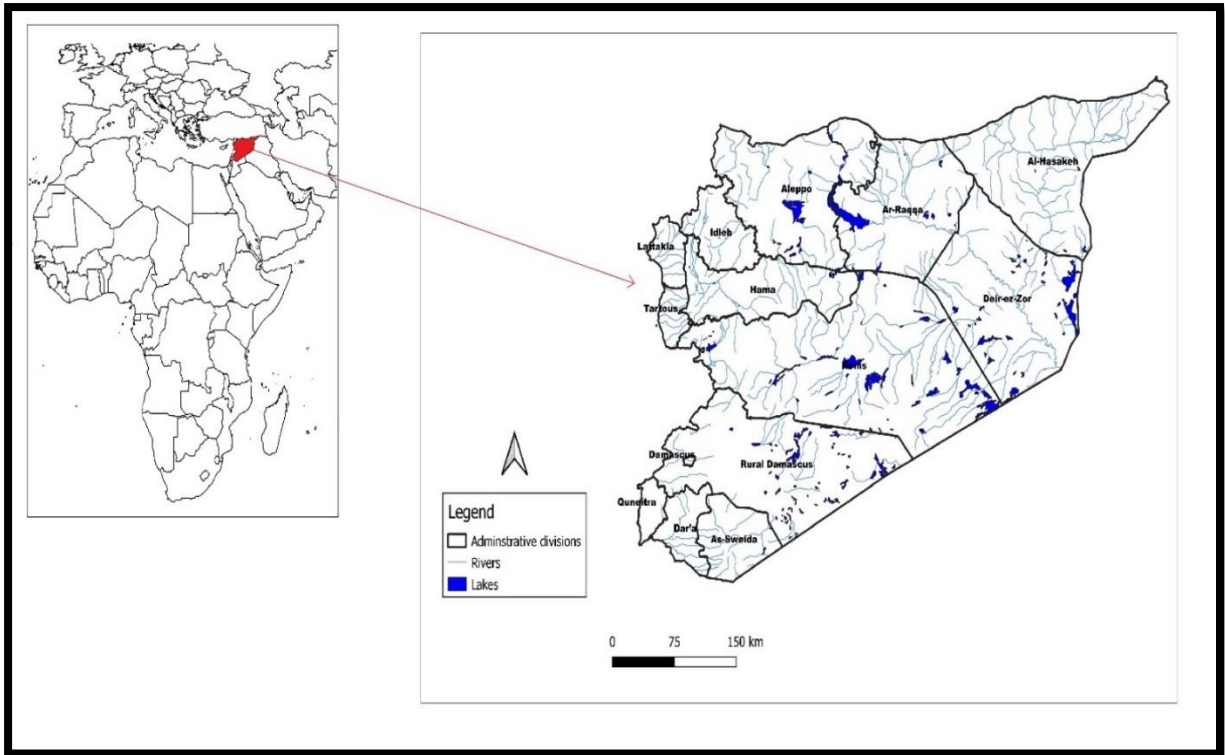 Al-Hasakeh
Aleppo
Ar-Raqqa
Idleb
Lattakia
Hama
Deir-ez-Zor
Tartous
Homs
Damascus
Rural Damascus
Quneitra
Dar'a
As-Sweida
Legend
Adminstrative divisions
Rivers
Lakes
0 75 150 km